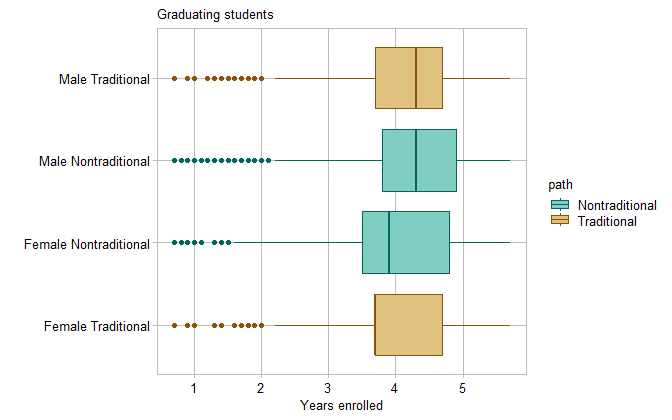 Graduating students
Male Traditional
Male Nontraditional
Female Nontraditional
Female Traditional
1 2 3 4 5
Years enrolled
path
Nontraditional
Traditional